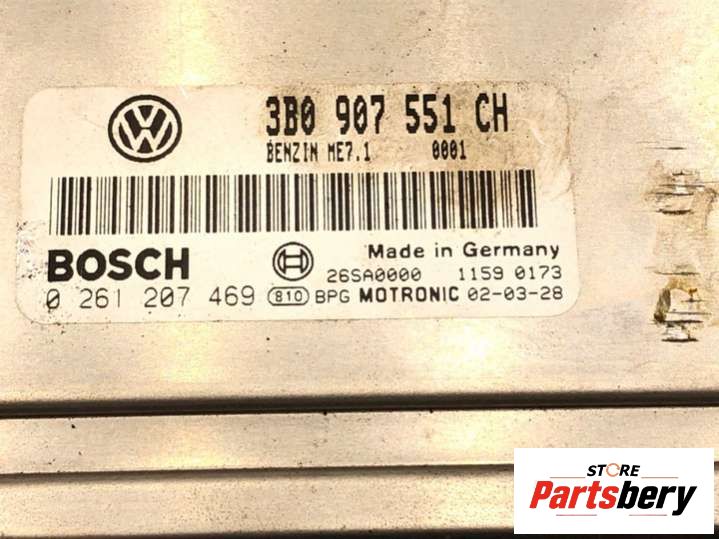 3B0 907 551 CH
BENZIN ME7.1 0001
BOSCH
Made in Germany
26SA0000 1159 0173
0 261 207 469 810 BPG MOTRONIC 02-03-28
STORE
Partsbery